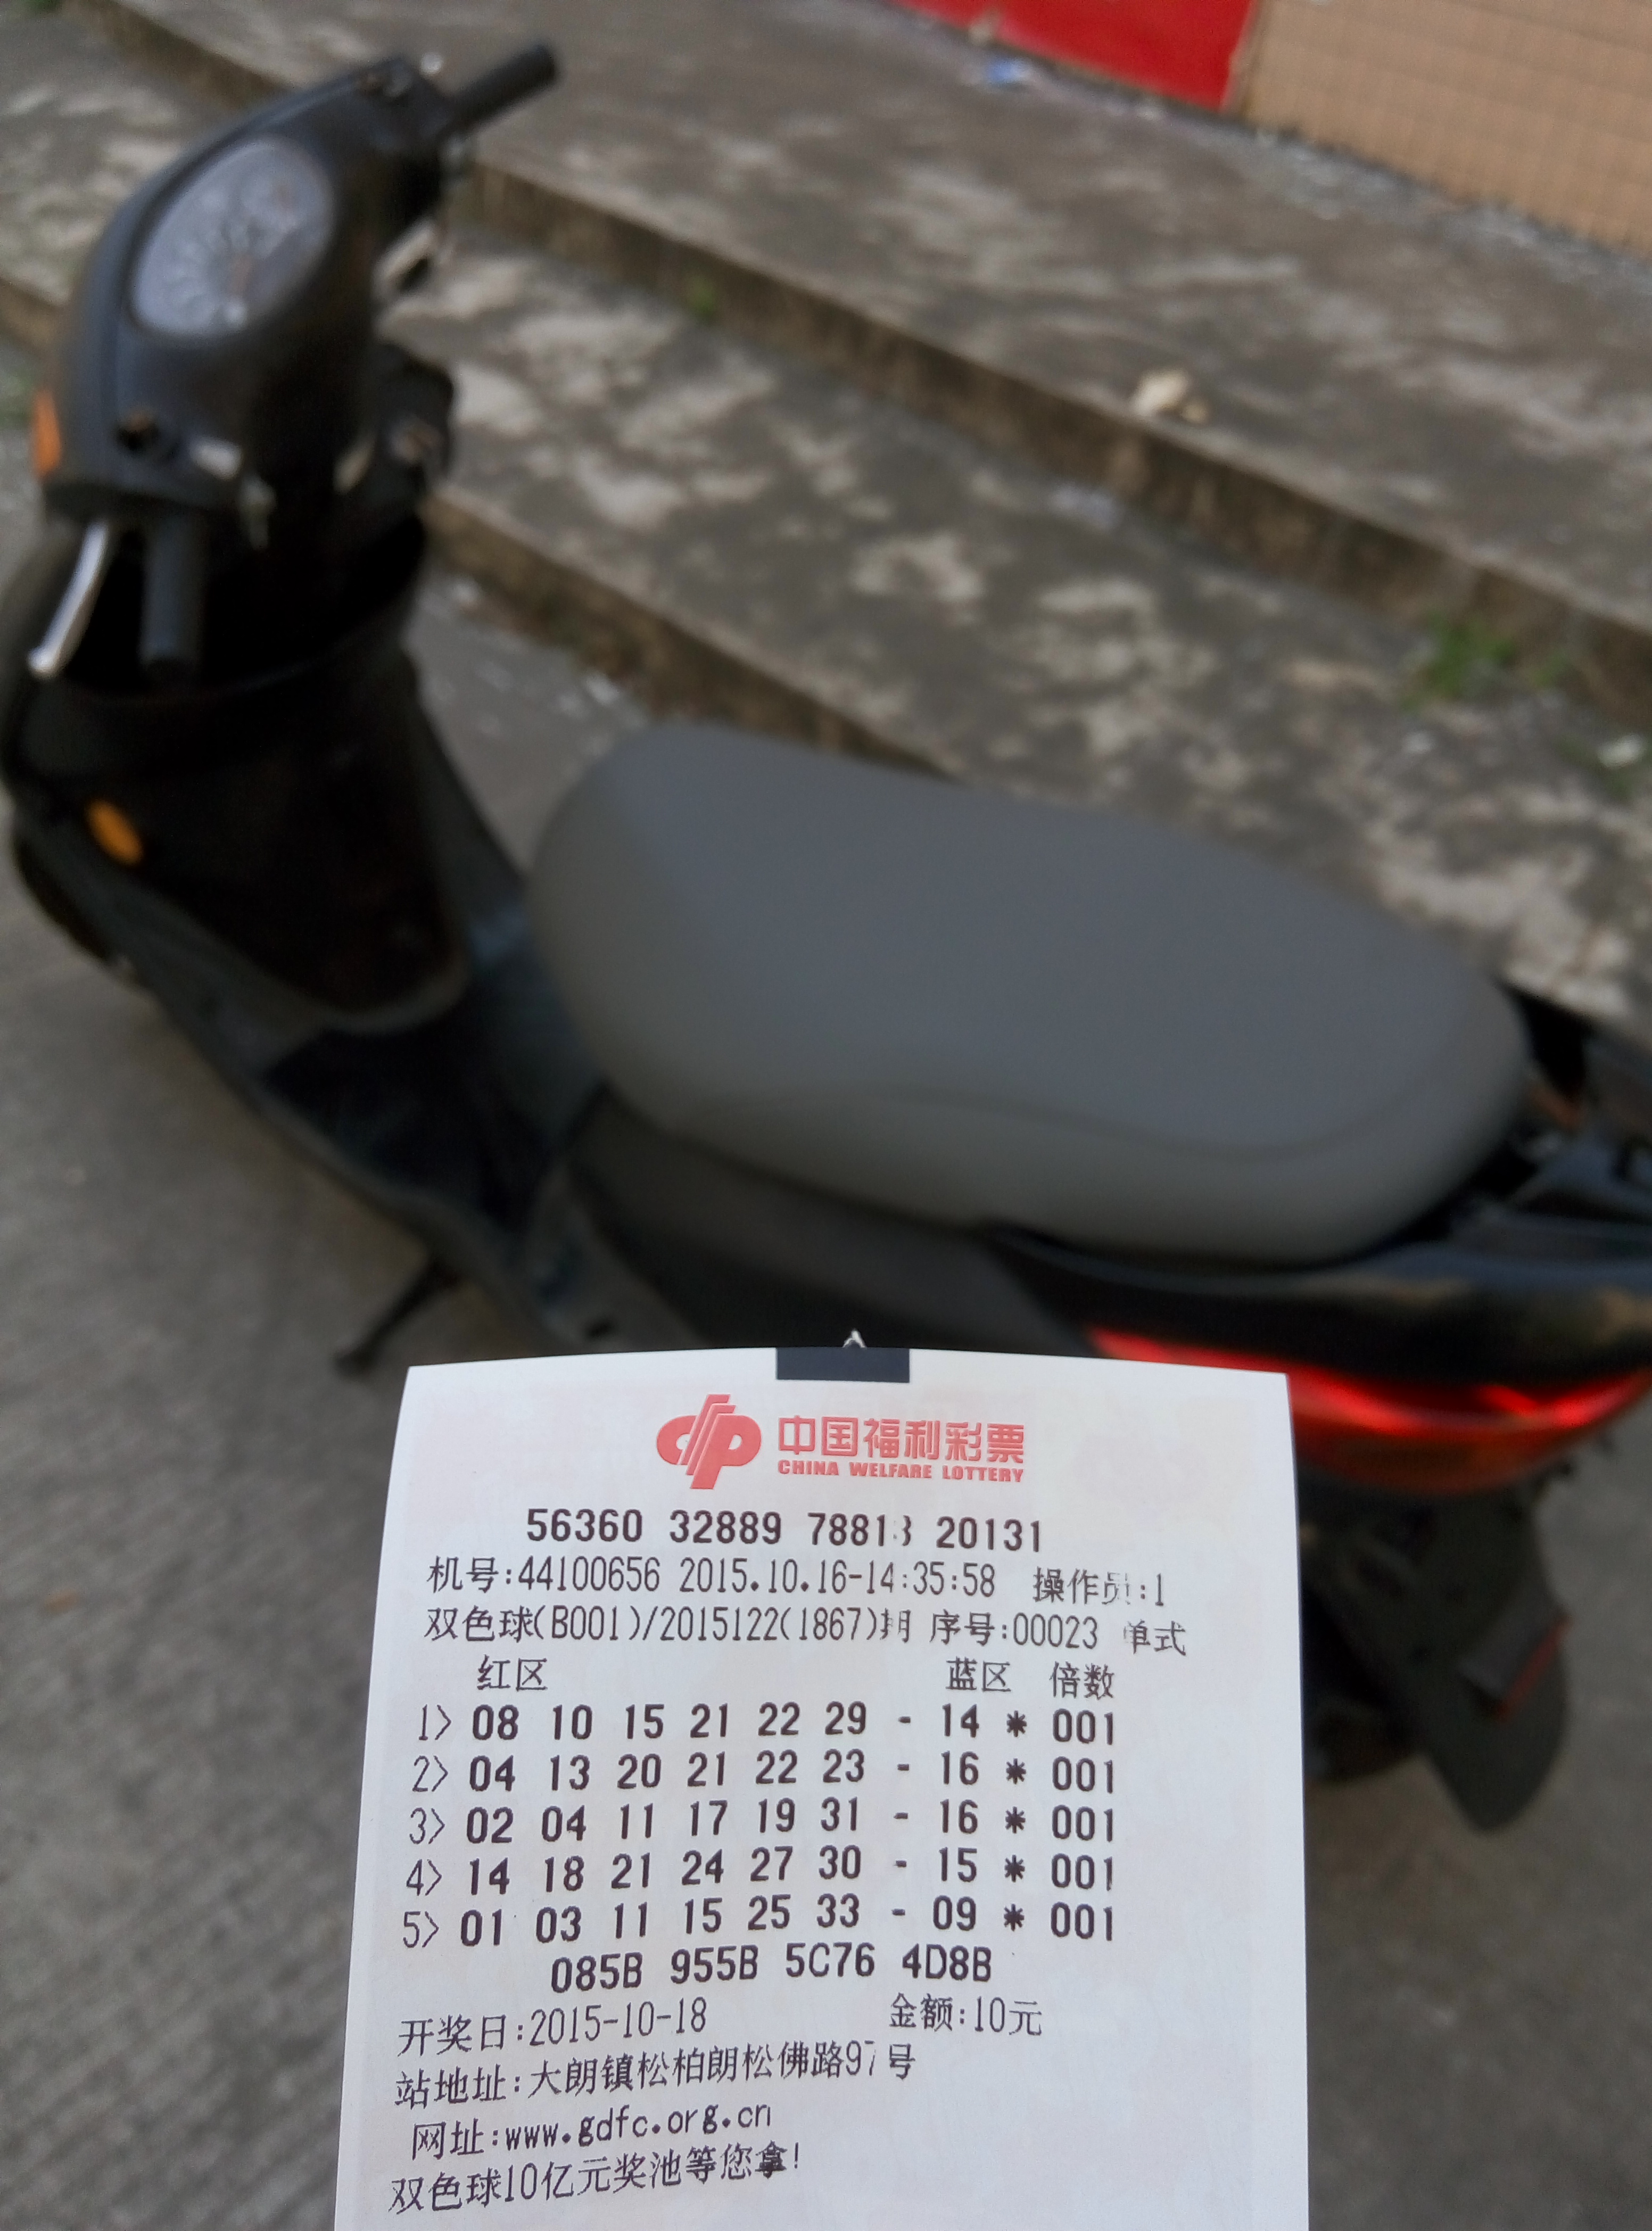 中国福利彩票
CHINA WELFARE LOTTERY
56360 32889 78813 20131
机号:44100656 2015.10.16-14:35:58 操作员:1
双色球(B001)/2015122(1867)期 序号:00023 单式
红区 蓝区 倍数
1> 08 10 15 21 22 29 - 14 * 001
2> 04 13 20 21 22 23 - 16 * 001
3> 02 04 11 17 19 31 - 16 * 001
4> 14 18 21 24 27 30 - 15 * 001
5> 01 03 11 15 25 33 - 09 * 001
085B 955B 5C76 4D8B
开奖日:2015-10-18 金额:10元
站地址:大朗镇松柏朗松佛路97号
网址:www.gdfc.org.cn
双色球10亿元奖池等您拿!